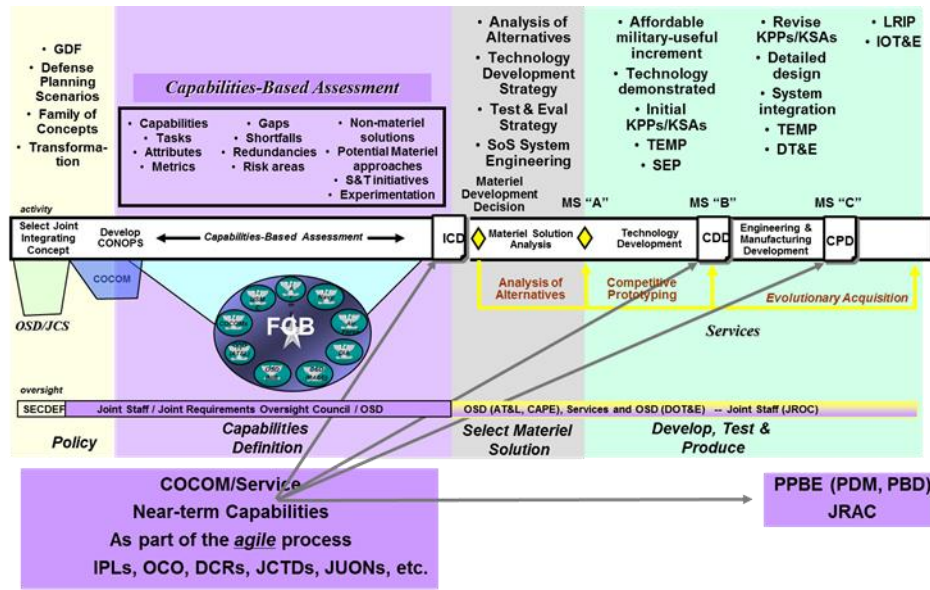 • GDF
• Defense
Planning
Scenarios
• Family of
Concepts
• Transforma-
tion
Capabilities-Based Assessment
• Capabilities
• Tasks
• Attributes
• Metrics
• Gaps
• Shortfalls
• Redundancies
• Risk areas
• Non-materiel
solutions
• Potential Materiel
approaches
• S&T initiatives
• Experimentation
• Analysis of
Alternatives
• Technology
Development
Strategy
• Test & Eval
Strategy
• SoS System
Engineering
• Affordable
military-useful
increment
• Technology
demonstrated
• Initial
KPPs/KSAs
• TEMP
• SEP
• Revise
KPPs/KSAs
• Detailed
design
• System
integration
• TEMP
• DT&E
• LRIP
• IOT&E
Materiel
Development
Decision
MS “A”
MS “B”
MS “C”
activity
Select Joint
Integrating
Concept
Develop
CONOPS
Capabilities-Based Assessment
ICD
Materiel Solution
Analysis
Technology
Development
CDD
Engineering &
Manufacturing
Development
CPD
COCOM
OSD/JCS
FCB
Analysis of
Alternatives
Competitive
Prototyping
Evolutionary Acquisition
Services
oversight
SECDEF
Joint Staff / Joint Requirements Oversight Council / OSD
OSD (AT&L, CAPE), Services and OSD (DOT&E) -- Joint Staff (JROC)
Policy
Capabilities
Definition
Select Materiel
Solution
Develop, Test &
Produce
COCOM/Service
Near-term Capabilities
As part of the agile process
IPLs, OCO, DCRs, JCTDs, JUONs, etc.
PPBE (PDM, PBD)
JRAC